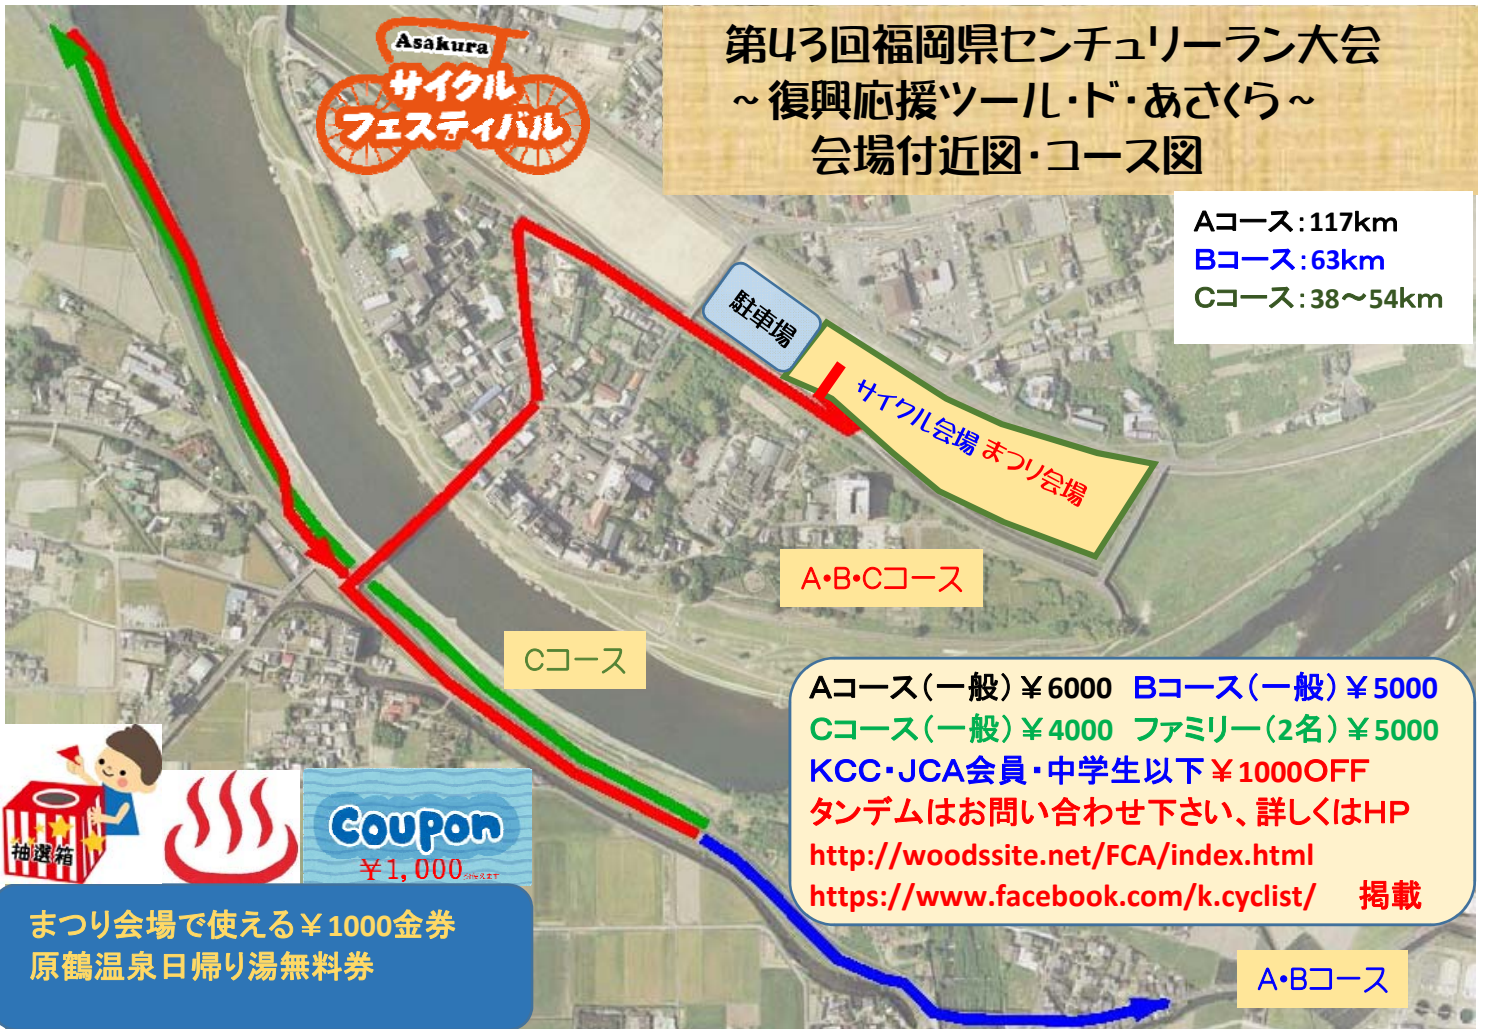 Asakura
サイクル
フェスティバル
第43回福岡県センチュリーラン大会
~復興応援ツール・ド・あさくら~
会場付近図・コース図
Aコース:117km
Bコース:63km
Cコース:38~54km
駐車場
サイクル会場 まつり会場
A・B・Cコース
Cコース
Aコース(一般)¥6000 Bコース(一般)¥5000
Cコース(一般)¥4000 ファミリー(2名)¥5000
KCC・JCA会員・中学生以下¥1000OFF
タンデムはお問い合わせ下さい、詳しくはHP
http://woodssite.net/FCA/index.html
https://www.facebook.com/k.cyclist/ 掲載
抽選箱
Coupon
¥1,000
まつり会場で使える¥1000金券
原鶴温泉日帰り湯無料券
A・Bコース